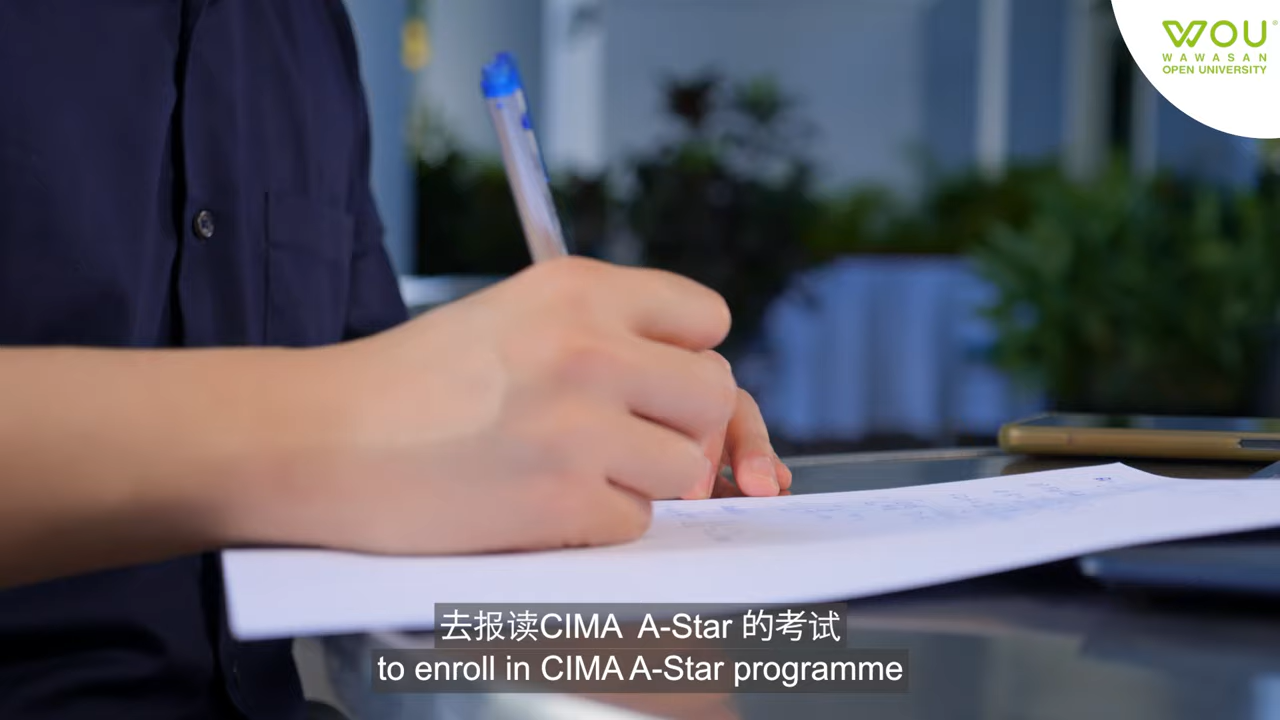 WOU®
WAWASAN
OPEN UNIVERSITY
去报读CIMA A-Star 的考试
to enroll in CIMA A-Star programme